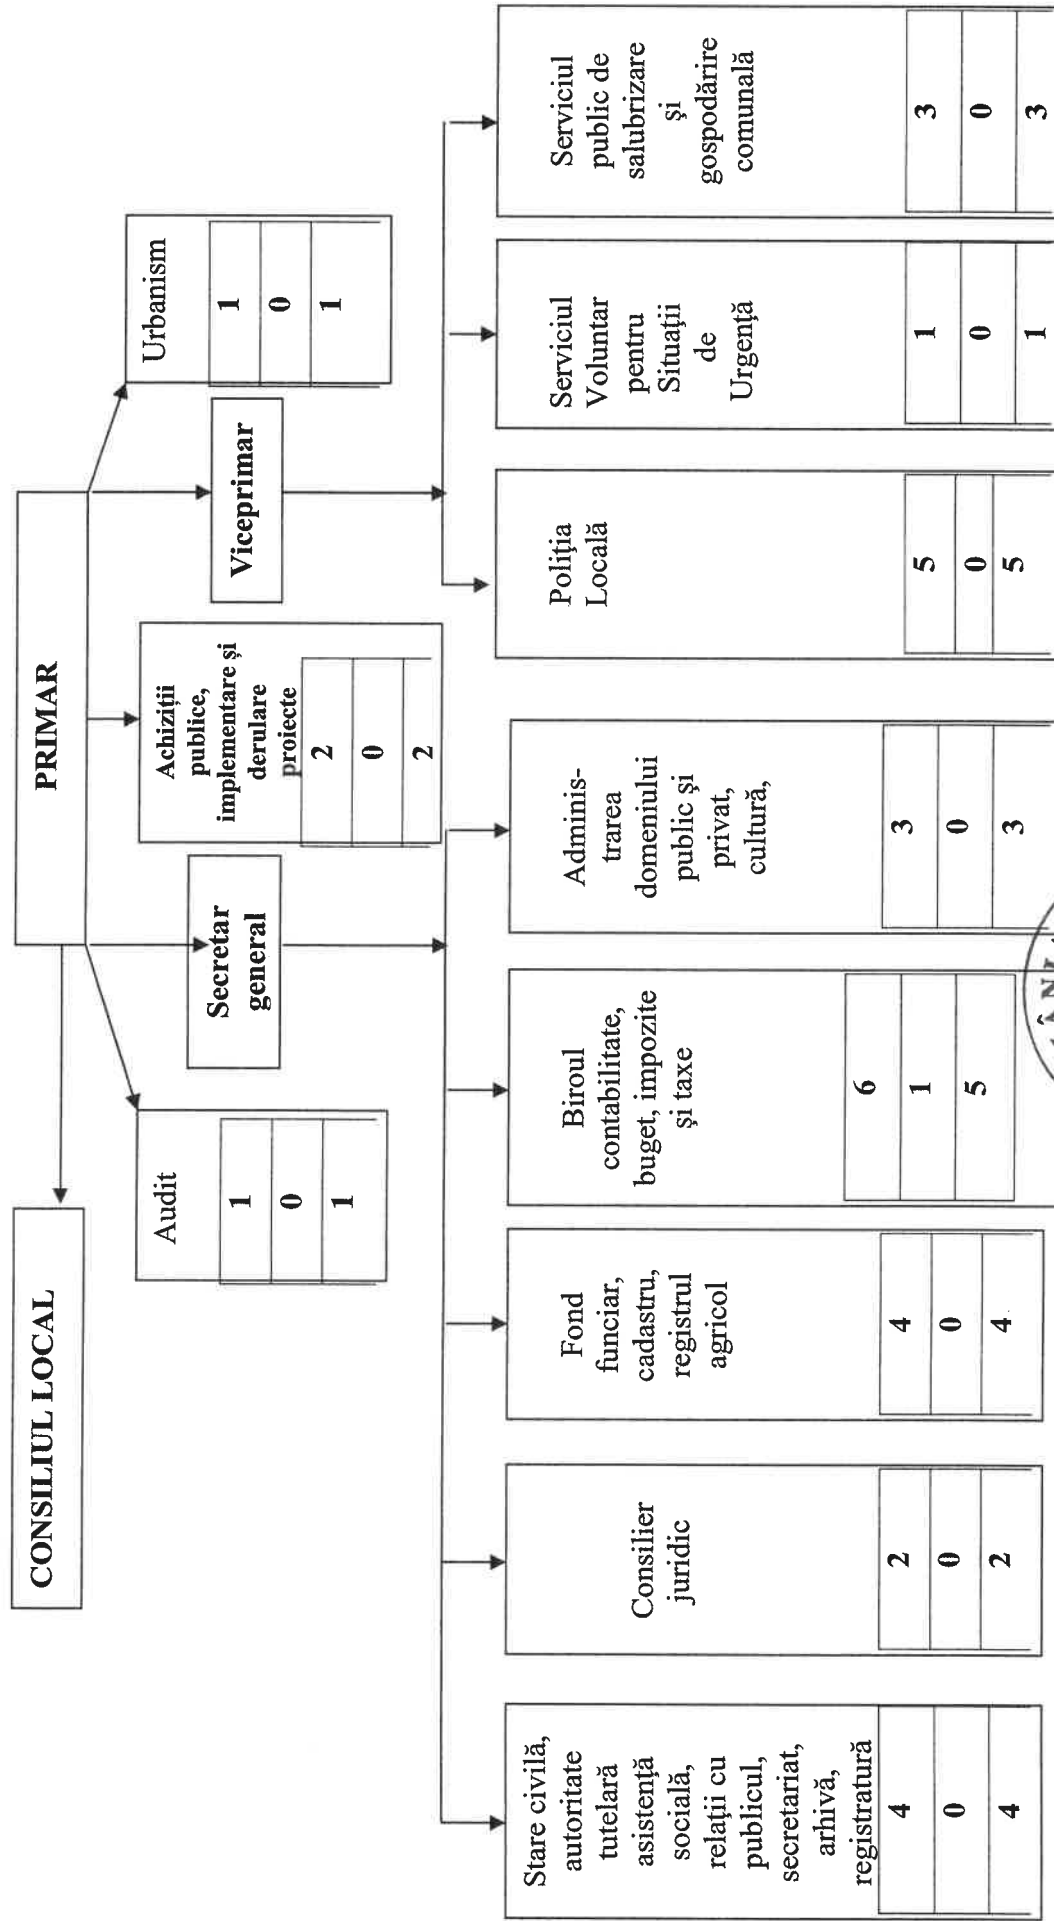 CONSILIUL LOCAL
PRIMAR
Audit
1
0
1
Secretar
general
Achiziții
publice,
implementare și
derulare
proiecte
2
0
2
Viceprimar
Urbanism
1
0
1
Stare civilă,
autoritate
tutelară
asistență
socială,
relații cu
publicul,
secretariat,
arhivă,
registratură
4
0
4
Consilier
juridic
2
0
2
Fond
funciar,
cadastru,
registrul
agricol
4
0
4
Biroul
contabilitate,
buget, impozite
și taxe
6
1
5
Adminis-
trarea
domeniului
public și
privat,
cultură,
3
0
3
Poliția
Locală
5
0
5
Serviciul
Voluntar
pentru
Situații
de
Urgență
1
0
1
Serviciul
public de
salubrizare
și
gospodărire
comunală
3
0
3